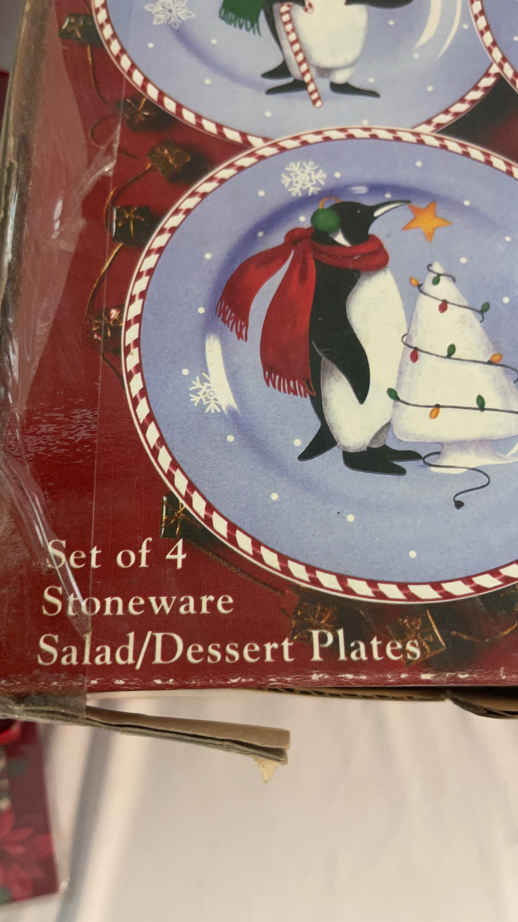 Set of 4
Stoneware
Salad/Dessert Plates